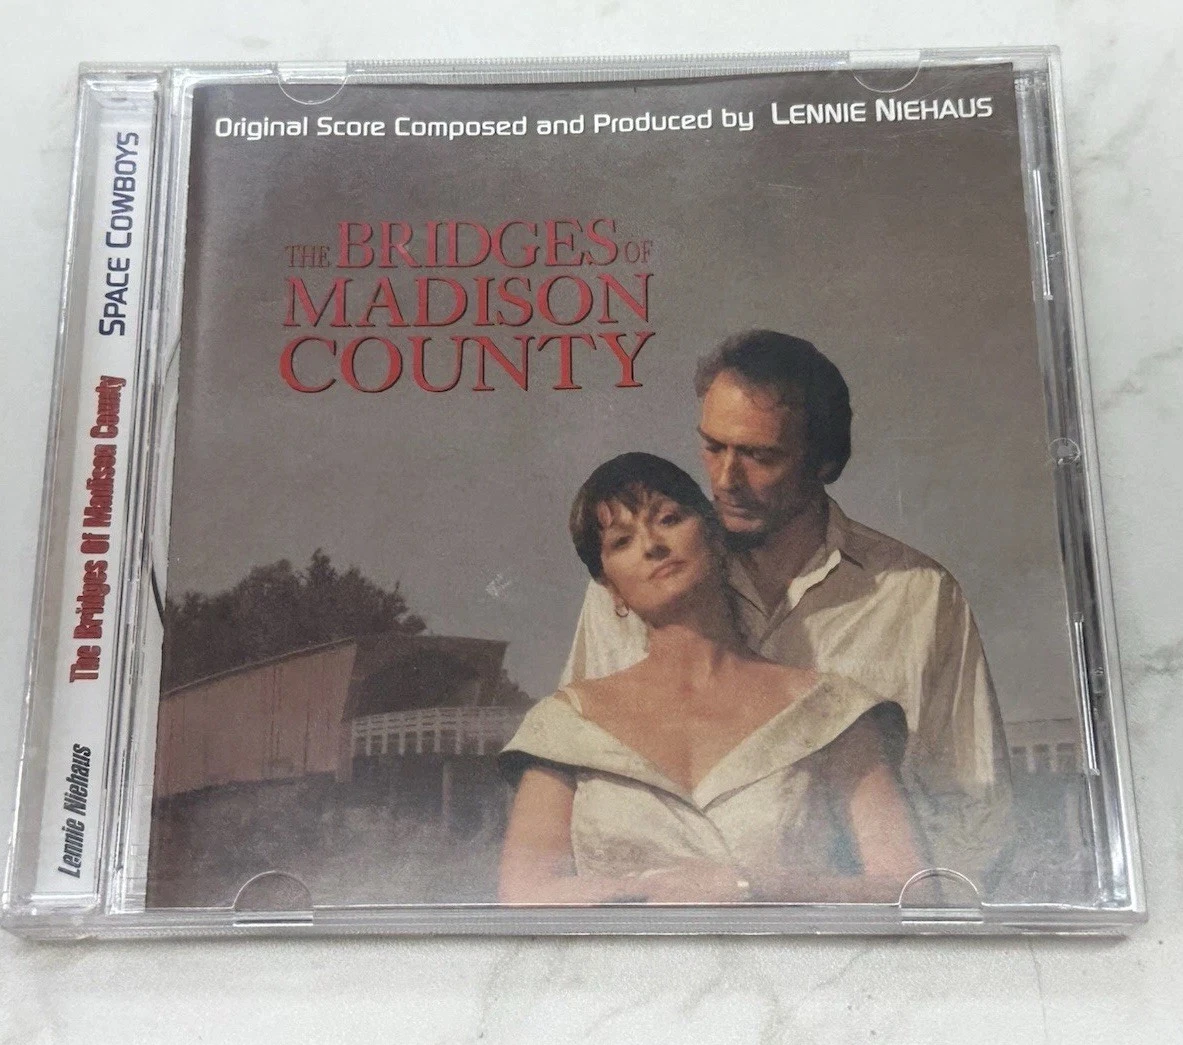 Original Score Composed and Produced by LENNIE NIEHAUS
THE BRIDGES OF
MADISON
COUNTY
Lennie Niehaus The Bridges Of Madison County SPACE COWBOYS